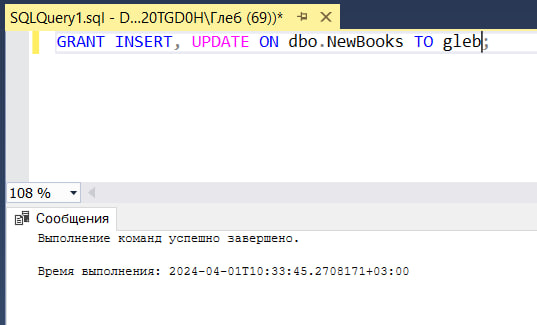 SQLQuery1.sql - D...20TGD0H\Глеб (69))*
GRANT INSERT, UPDATE ON dbo.NewBooks TO gleb;
108 %
Сообщения
Выполнение команд успешно завершено.
Время выполнения: 2024-04-01T10:33:45.2708171+03:00